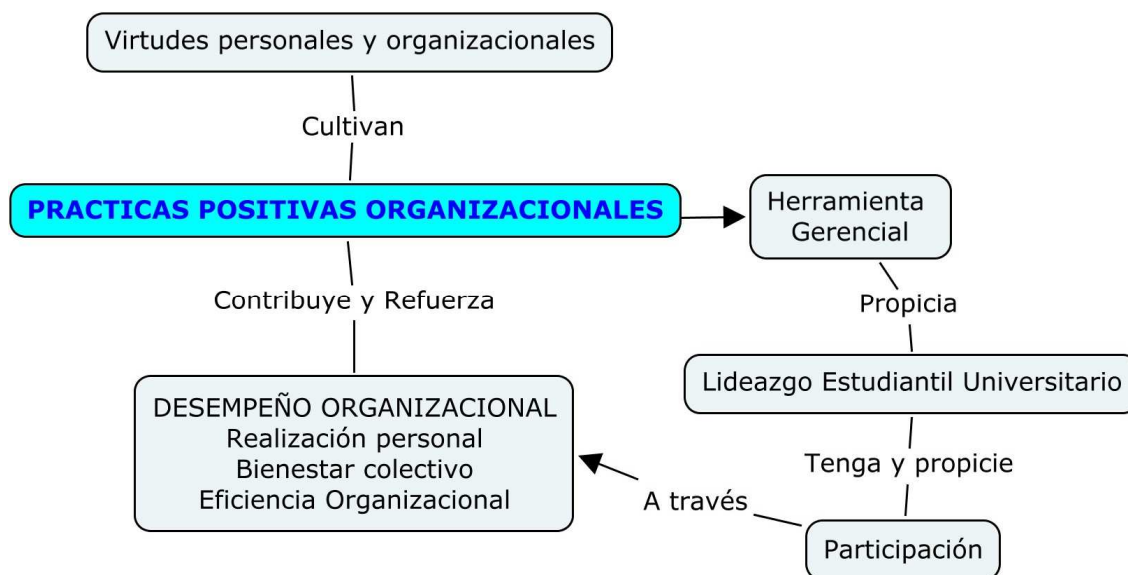 Virtudes personales y organizacionales
Cultivan
PRACTICAS POSITIVAS ORGANIZACIONALES
Herramienta
Gerencial
Contribuye y Refuerza
Propicia
Lideazgo Estudiantil Universitario
DESEMPEÑO ORGANIZACIONAL
Realización personal
Bienestar colectivo
Eficiencia Organizacional
Tenga y propicie
A través
Participación